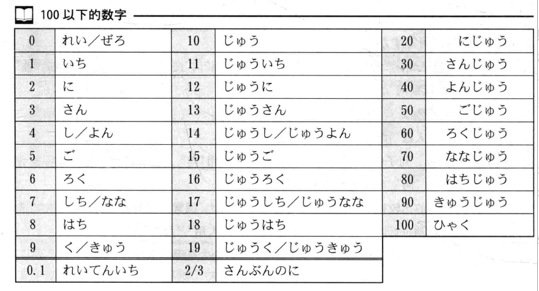 100 以下的数字
0 れい／ぜろ 10 じゅう 20 にじゅう
1 いち 11 じゅういち 30 さんじゅう
2 に 12 じゅうに 40 よんじゅう
3 さん 13 じゅうさん 50 ごじゅう
4 し／よん 14 じゅうし／じゅうよん 60 ろくじゅう
5 ご 15 じゅうご 70 ななじゅう
6 ろく 16 じゅうろく 80 はちじゅう
7 しち／なな 17 じゅうしち／じゅうなな 90 きゅうじゅう
8 はち 18 じゅうはち 100 ひゃく
9 く／きゅう 19 じゅうく／じゅうきゅう
0.1 れいてんいち 2/3 さんぶんのに